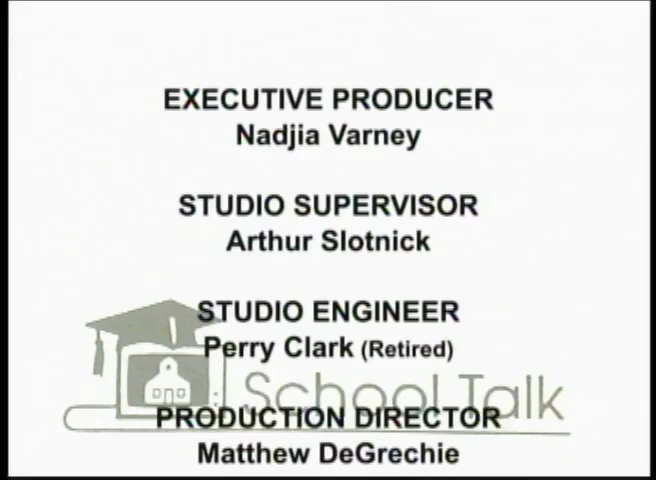 EXECUTIVE PRODUCER
Nadjia Varney
STUDIO SUPERVISOR
Arthur Slotnick
STUDIO ENGINEER
Perry Clark (Retired)
School Talk
PRODUCTION DIRECTOR
Matthew DeGrechie